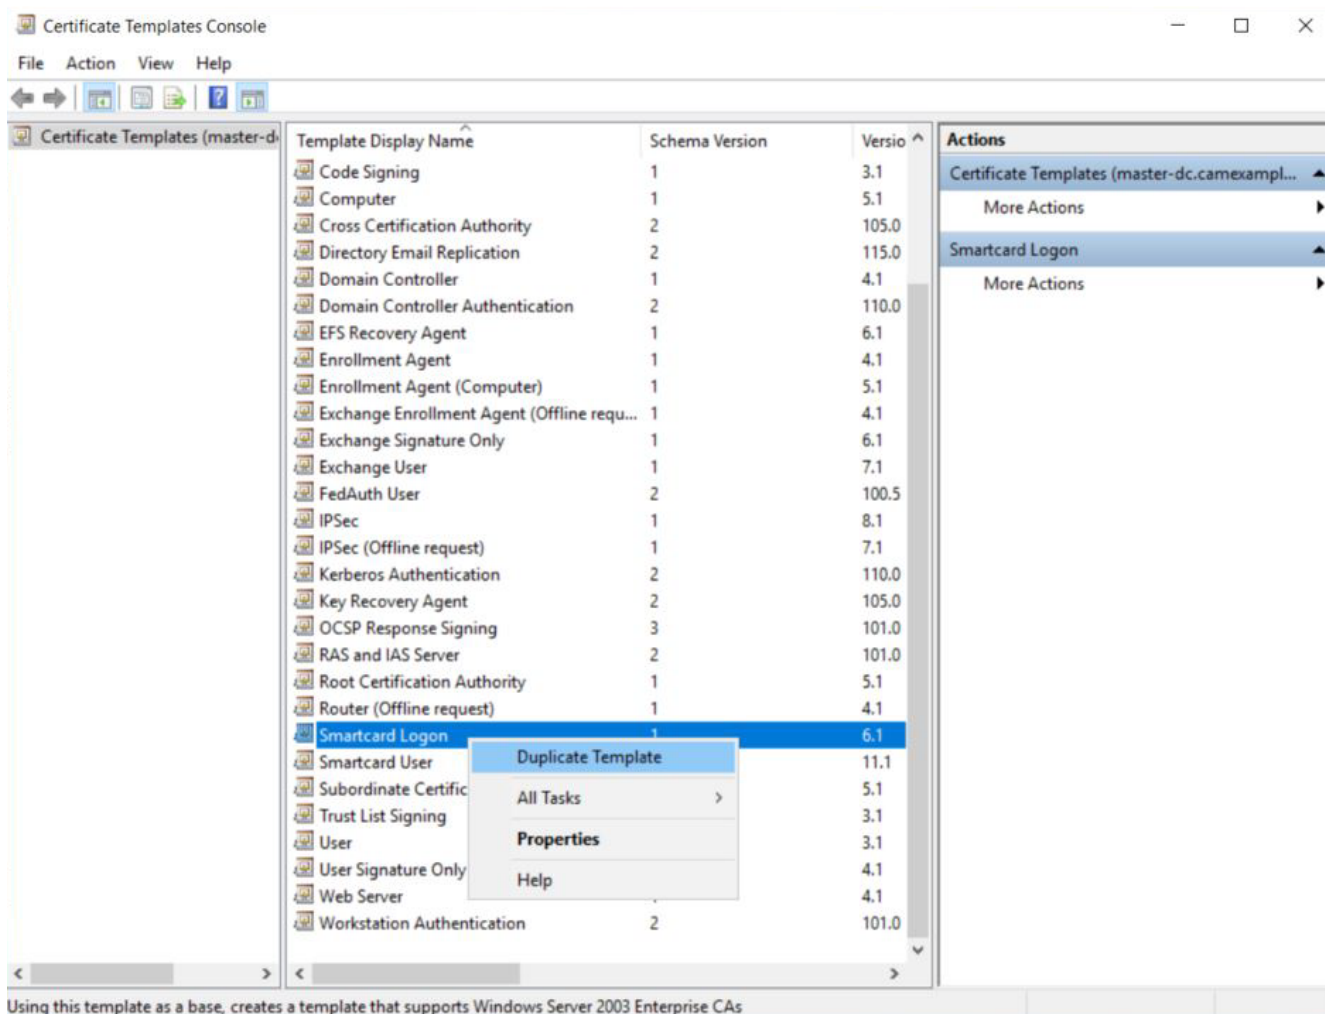 Certificate Templates Console
File Action View Help
Certificate Templates (master-d
Template Display Name Schema Version Versio
Code Signing 1 3.1
Computer 1 5.1
Cross Certification Authority 2 105.0
Directory Email Replication 2 115.0
Domain Controller 1 4.1
Domain Controller Authentication 2 110.0
EFS Recovery Agent 1 6.1
Enrollment Agent 1 4.1
Enrollment Agent (Computer) 1 5.1
Exchange Enrollment Agent (Offline requ... 1 4.1
Exchange Signature Only 1 6.1
Exchange User 1 7.1
FedAuth User 2 100.5
IPSec 1 8.1
IPSec (Offline request) 1 7.1
Kerberos Authentication 2 110.0
Key Recovery Agent 2 105.0
OCSP Response Signing 3 101.0
RAS and IAS Server 2 101.0
Root Certification Authority 1 5.1
Router (Offline request) 1 4.1
Smartcard Logon 1 6.1
Smartcard User 11.1
Subordinate Certific 5.1
Trust List Signing 3.1
User 3.1
User Signature Only 4.1
Web Server 4.1
Workstation Authentication 2 101.0
Duplicate Template
All Tasks
Properties
Help
Actions
Certificate Templates (master-dc.camexampl...
More Actions
Smartcard Logon
More Actions
Using this template as a base, creates a template that supports Windows Server 2003 Enterprise CAs